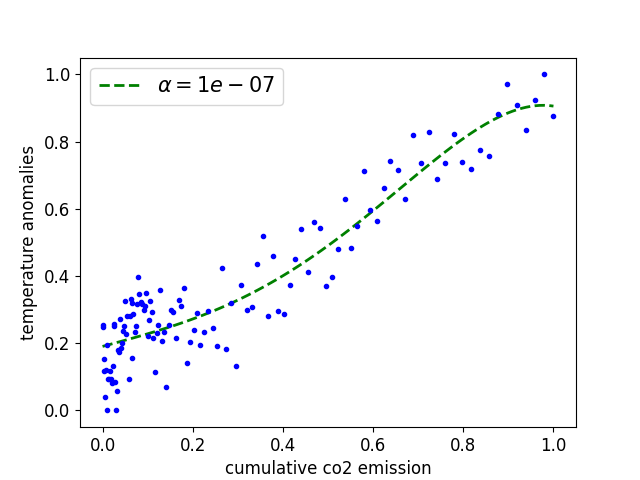 α = 1e − 07
1.0
0.8
0.6
0.4
0.2
0.0
temperature anomalies
0.0 0.2 0.4 0.6 0.8 1.0
cumulative co2 emission